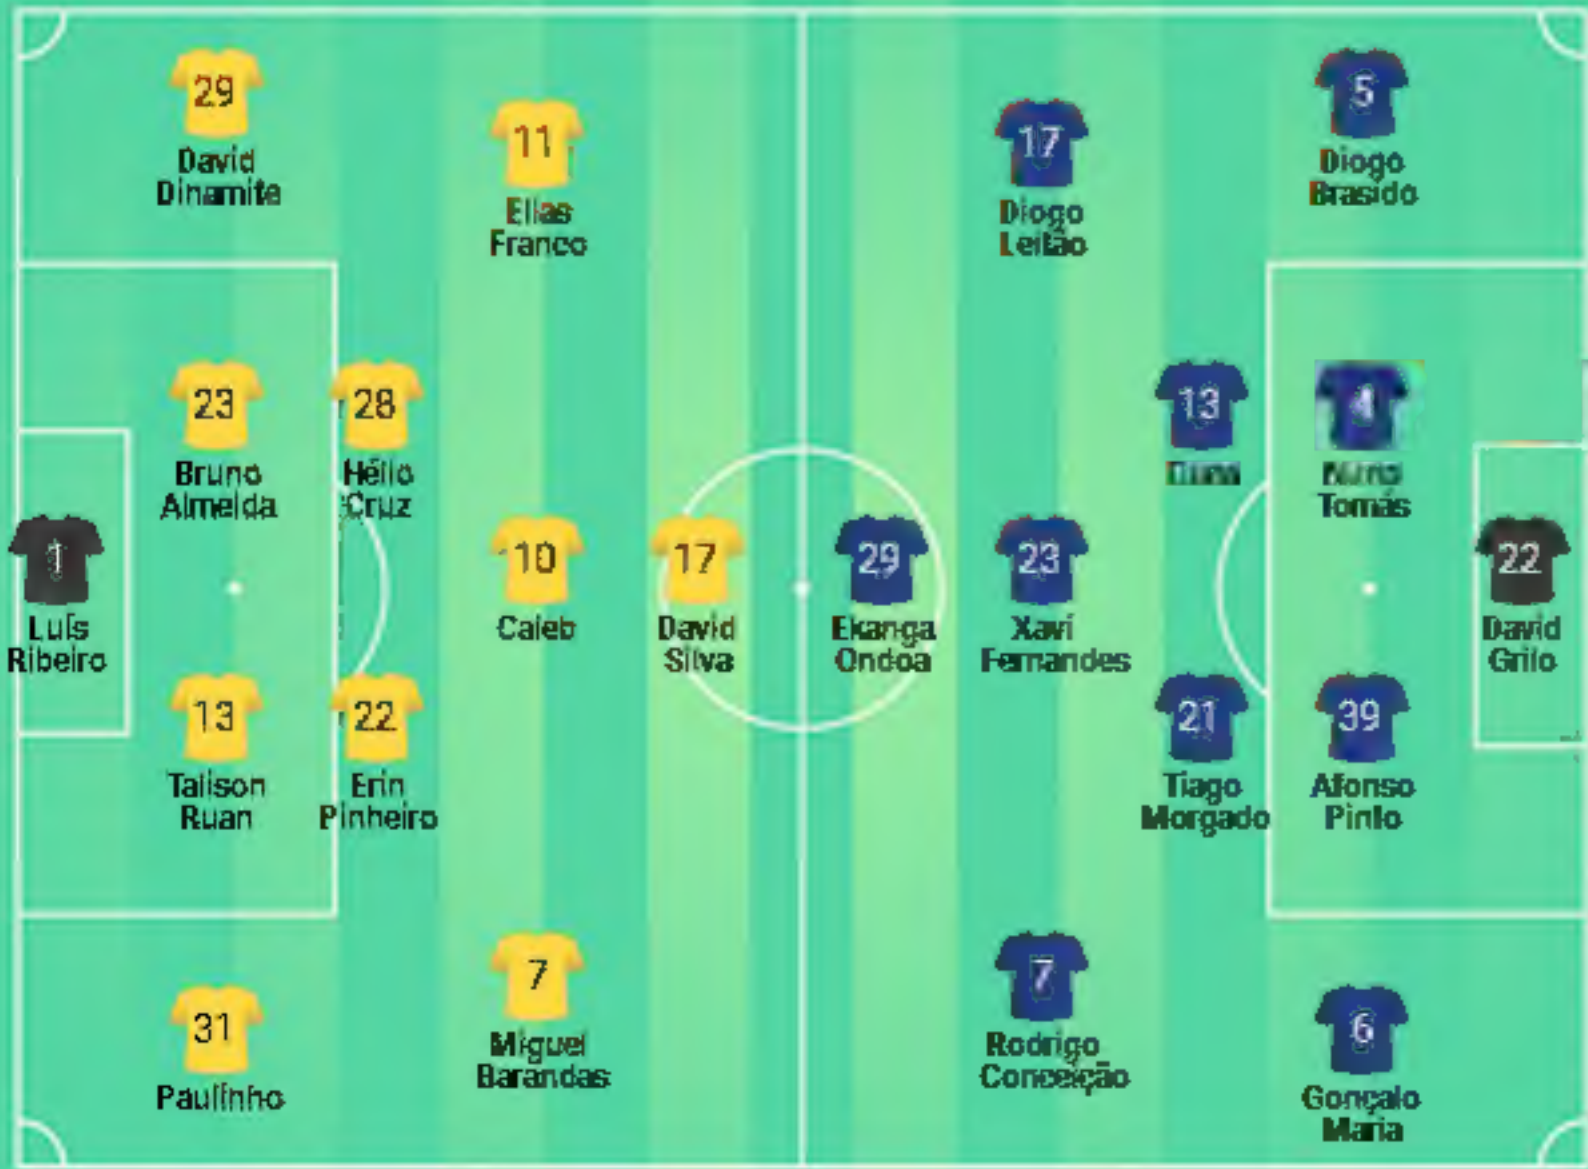 29
David
Dinamite
11
Elias
Franco
17
Diogo
Leitão
5
Diogo
Brasido
23
Bruno
Almeida
28
Hélio
Cruz
13
4
Tomás
1
Luís
Ribeiro
10
Caleb
17
David
Silva
29
Ekanga
Ondoa
23
Xavi
Fernandes
22
David
Grilo
13
Talison
Ruan
22
Erin
Pinheiro
21
Tiago
Morgado
39
Afonso
Pinto
31
Paulinho
7
Miguel
Barandas
7
Rodrigo
Conceição
6
Gonçalo
Maria